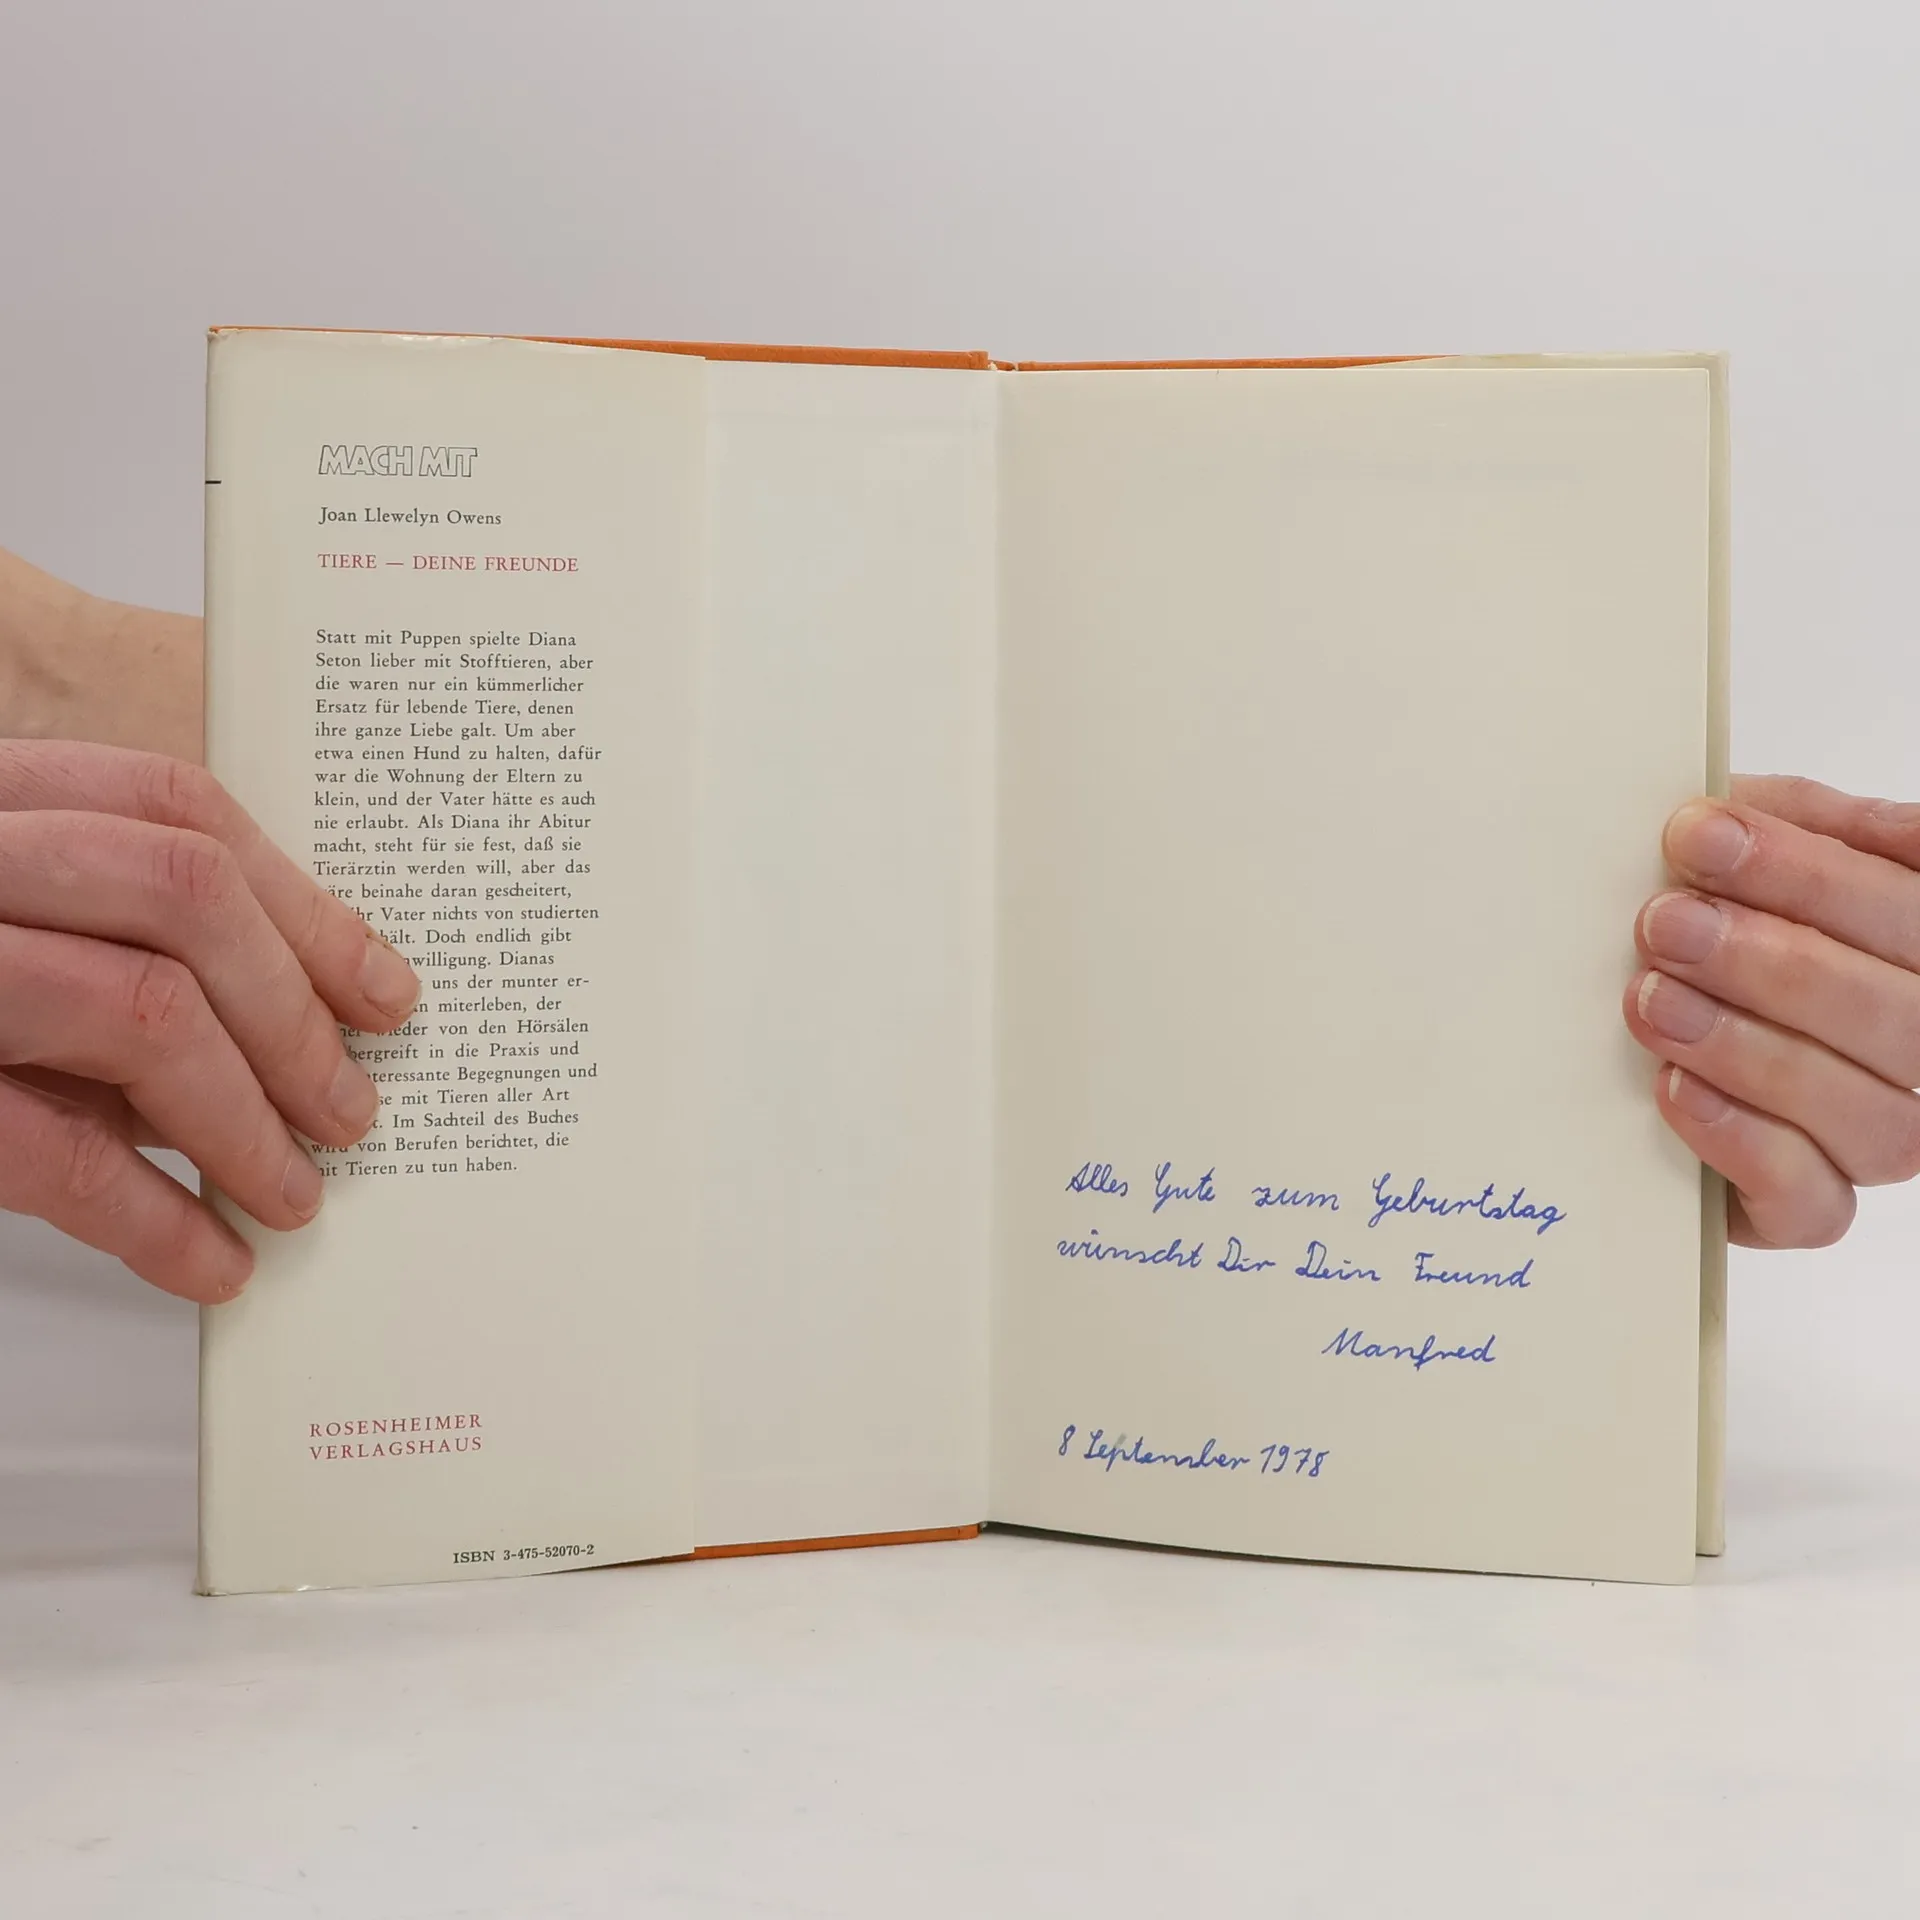 MACH MIT
Joan Llewelyn Owens
TIERE — DEINE FREUNDE
Statt mit Puppen spielte Diana
Seton lieber mit Stofftieren, aber
die waren nur ein kümmerlicher
Ersatz für lebende Tiere, denen
ihre ganze Liebe galt. Um aber
etwa einen Hund zu halten, dafür
war die Wohnung der Eltern zu
klein, und der Vater hätte es auch
nie erlaubt. Als Diana ihr Abitur
macht, steht für sie fest, daß sie
Tierärztin werden will, aber das
beinahe daran gescheitert,
Vater nichts von studierten
Doch endlich gibt
Dianas
uns der munter er-
miterleben, der
von den Hörsälen
in die Praxis und
Begegnungen und
mit Tieren aller Art
Im Sachteil des Buches
wird von Berufen berichtet, die
Tieren zu tun haben.
ROSENHEIMER
VERLAGSHAUS
ISBN 3-475-52070-2
Alles Gute zum Geburtstag
wünscht Dir Dein Freund
Manfred
8 September 1978